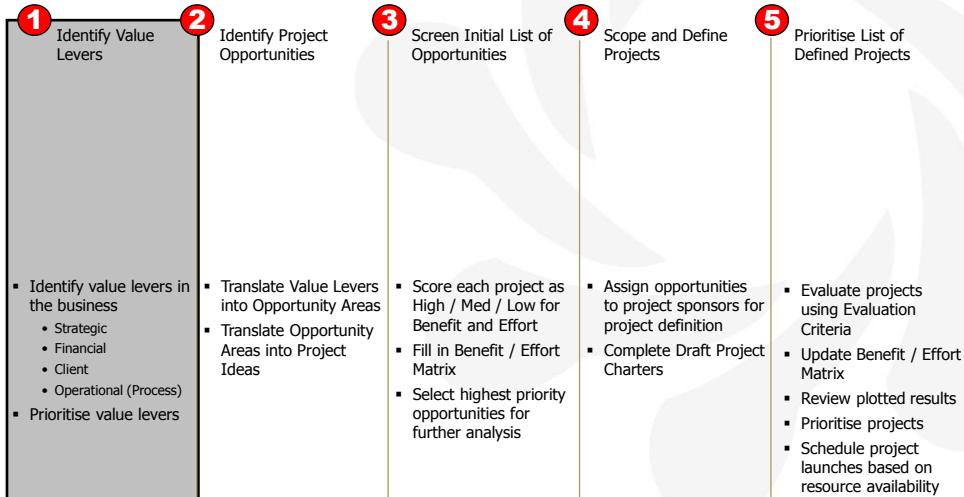 1
Identify Value
Levers
2
Identify Project
Opportunities
3
Screen Initial List of
Opportunities
4
Scope and Define
Projects
5
Prioritise List of
Defined Projects
▪ Identify value levers in
the business
• Strategic
• Financial
• Client
• Operational (Process)
▪ Prioritise value levers
▪ Translate Value Levers
into Opportunity Areas
▪ Translate Opportunity
Areas into Project
Ideas
▪ Score each project as
High / Med / Low for
Benefit and Effort
▪ Fill in Benefit / Effort
Matrix
▪ Select highest priority
opportunities for
further analysis
▪ Assign opportunities
to project sponsors for
project definition
▪ Complete Draft Project
Charters
▪ Evaluate projects
using Evaluation
Criteria
▪ Update Benefit / Effort
Matrix
▪ Review plotted results
▪ Prioritise projects
▪ Schedule project
launches based on
resource availability